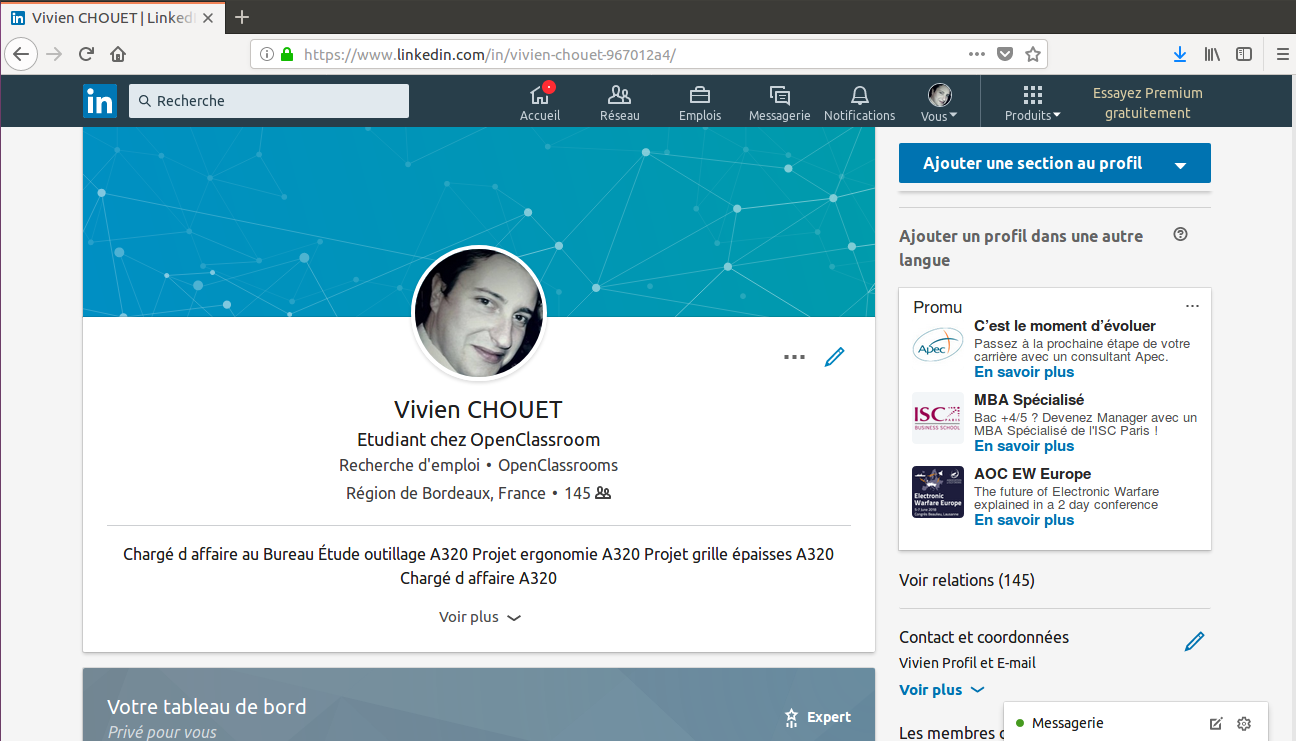 Vivien CHOUET | Linked
https://www.linkedin.com/in/vivien-chouet-967012a4/
in
Recherche
Accueil
Réseau
Emplois
Messagerie
Notifications
Vous
Produits
Essayez Premium
gratuitement
Vivien CHOUET
Etudiant chez OpenClassroom
Recherche d'emploi • OpenClassrooms
Région de Bordeaux, France • 145
Chargé d affaire au Bureau Étude outillage A320 Projet ergonomie A320 Projet grille épaisses A320
Chargé d affaire A320
Voir plus
Votre tableau de bord
Privé pour vous
Expert
Ajouter une section au profil
Ajouter un profil dans une autre
langue
Promu
Apec
C'est le moment d'évoluer
Passez à la prochaine étape de votre
carrière avec un consultant Apec.
En savoir plus
ISC
BUSINESS SCHOOL
MBA Spécialisé
Bac +4/5 ? Devenez Manager avec un
MBA Spécialisé de l'ISC Paris !
En savoir plus
Electronic
Warfare Europe
AOC EW Europe
The future of Electronic Warfare
explained in a 2 day conference
En savoir plus
Voir relations (145)
Contact et coordonnées
Vivien Profil et E-mail
Voir plus
Les membres
Messagerie